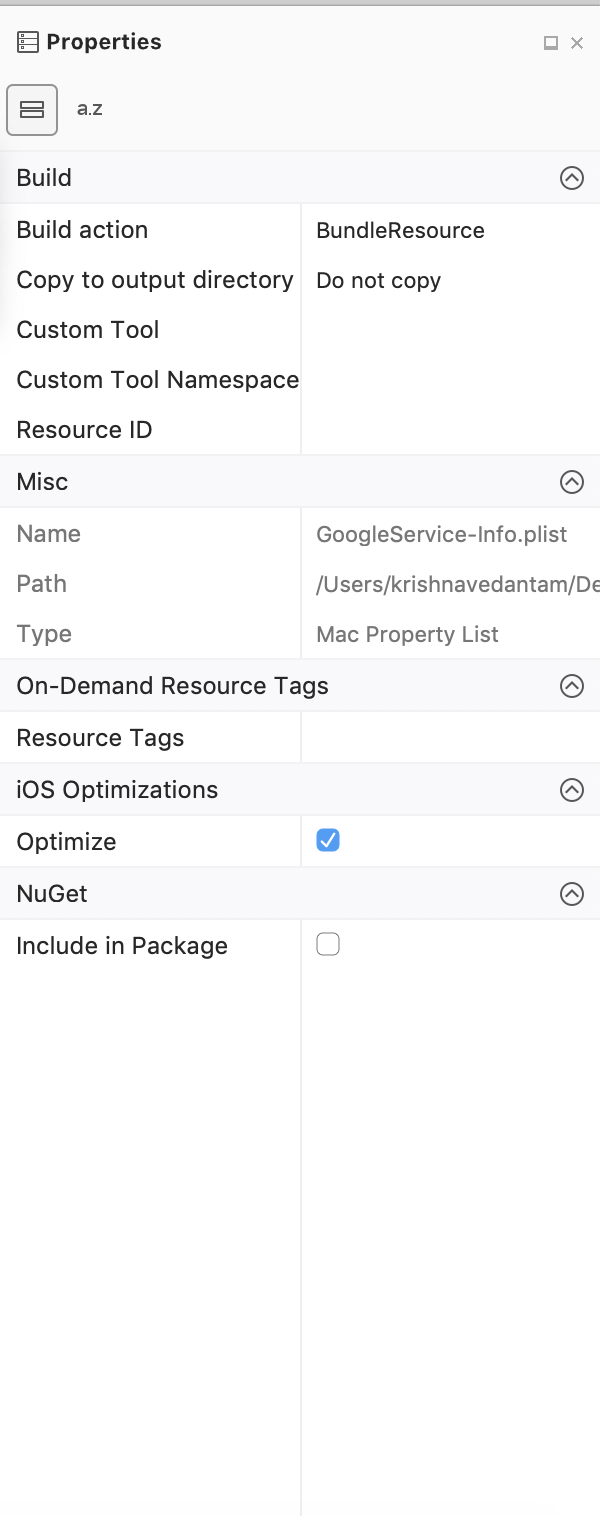 Properties
a.z
Build
Build action BundleResource
Copy to output directory Do not copy
Custom Tool
Custom Tool Namespace
Resource ID
Misc
Name GoogleService-Info.plist
Path /Users/krishnavedantam/De
Type Mac Property List
On-Demand Resource Tags
Resource Tags
iOS Optimizations
Optimize
NuGet
Include in Package